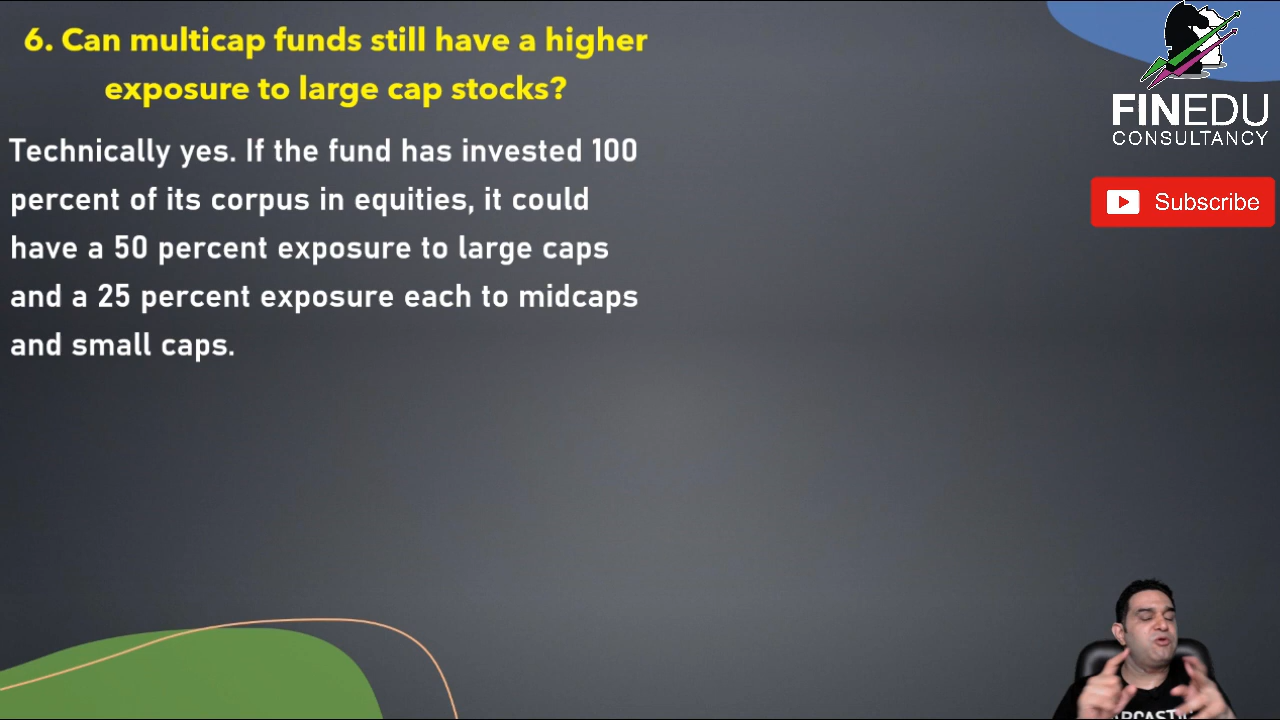 6. Can multicap funds still have a higher
exposure to large cap stocks?
Technically yes. If the fund has invested 100
percent of its corpus in equities, it could
have a 50 percent exposure to large caps
and a 25 percent exposure each to midcaps
and small caps.
FINEDU
CONSULTANCY
Subscribe